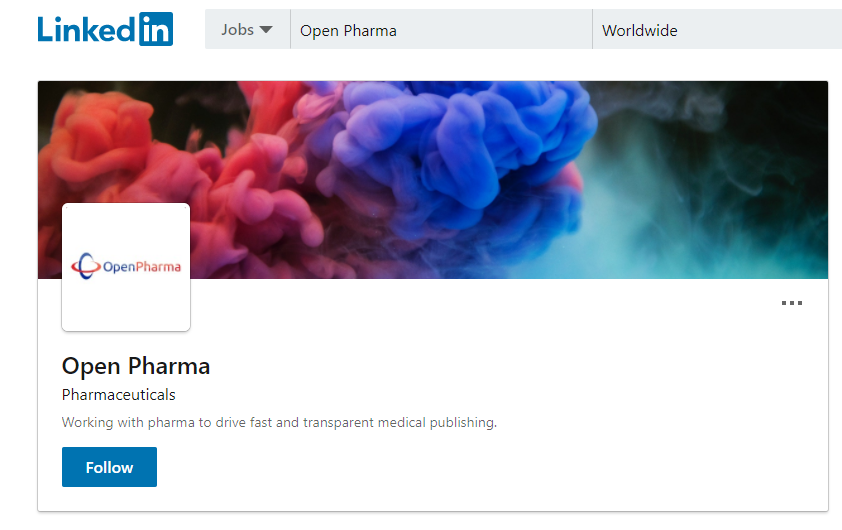 Linkedin
Jobs Open Pharma Worldwide
OpenPharma
Open Pharma
Pharmaceuticals
Working with pharma to drive fast and transparent medical publishing.
Follow